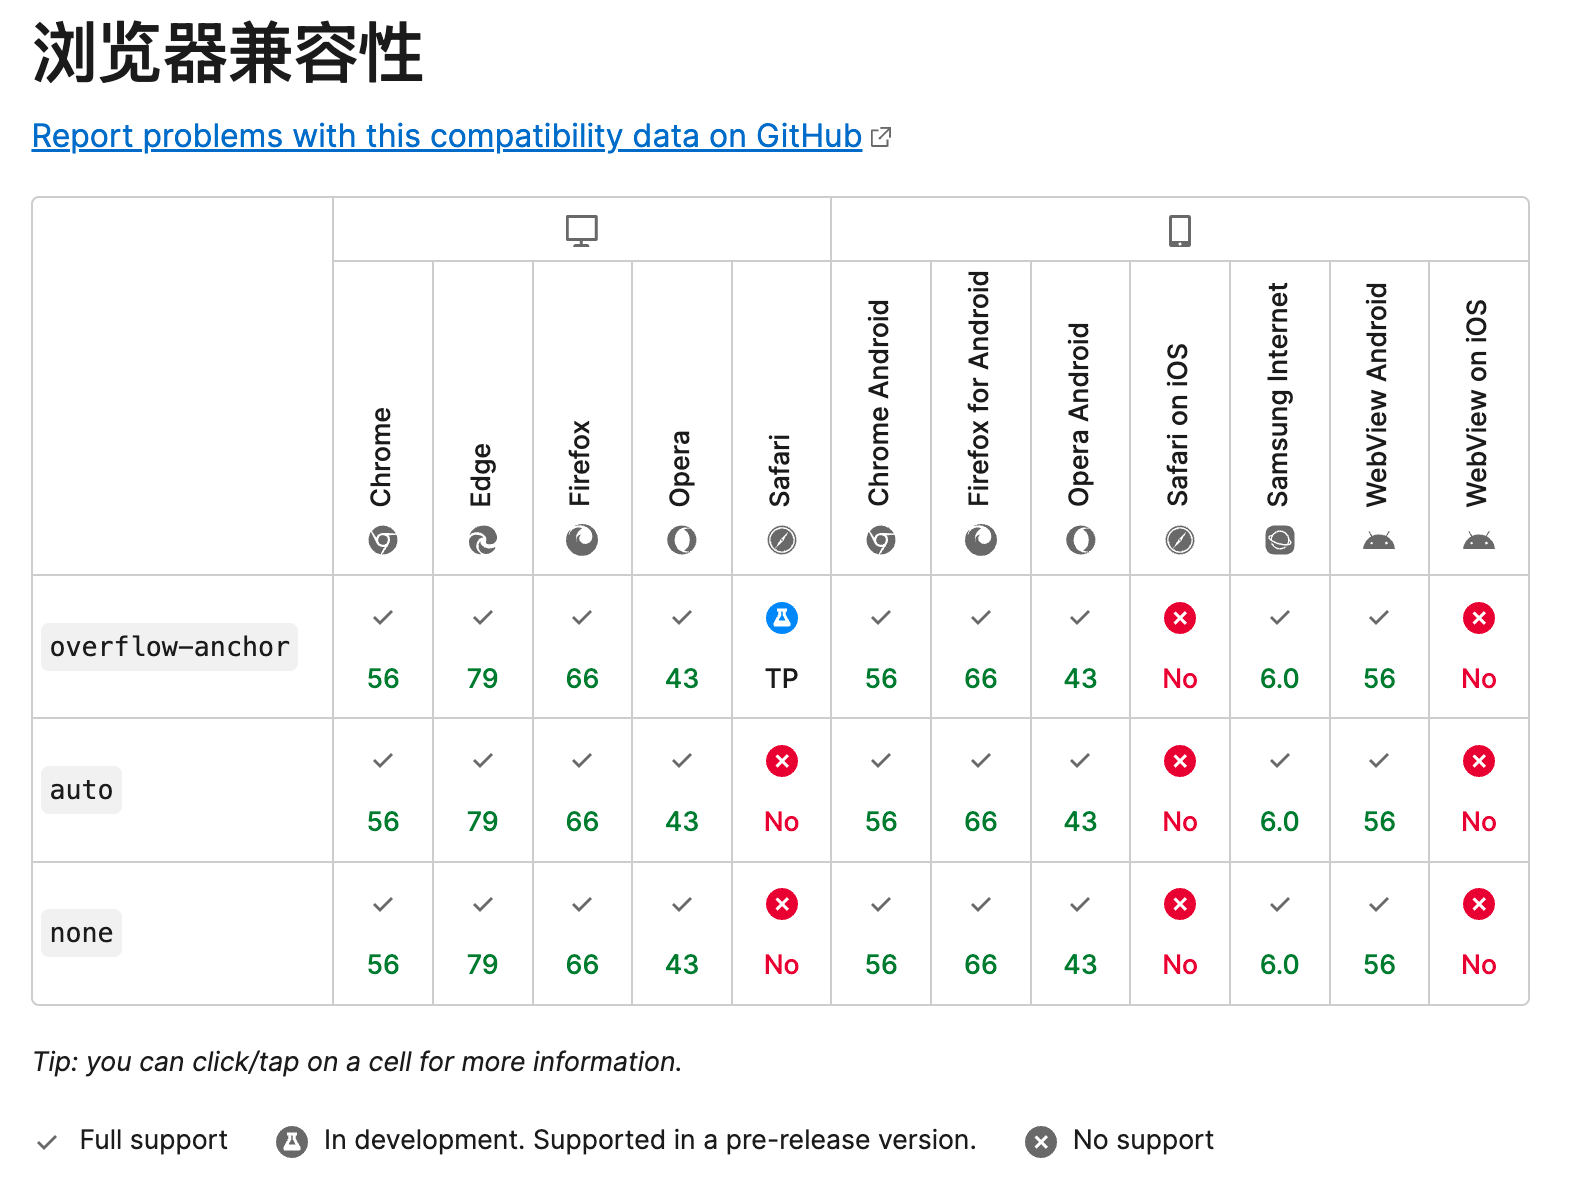 浏览器兼容性
Report problems with this compatibility data on GitHub
Chrome
Edge
Firefox
Opera
Safari
Chrome Android
Firefox for Android
Opera Android
Safari on iOS
Samsung Internet
WebView Android
WebView on iOS
overflow-anchor
56 79 66 43 TP 56 66 43 No 6.0 56 No
auto
56 79 66 43 No 56 66 43 No 6.0 56 No
none
56 79 66 43 No 56 66 43 No 6.0 56 No
Tip: you can click/tap on a cell for more information.
Full support In development. Supported in a pre-release version. No support